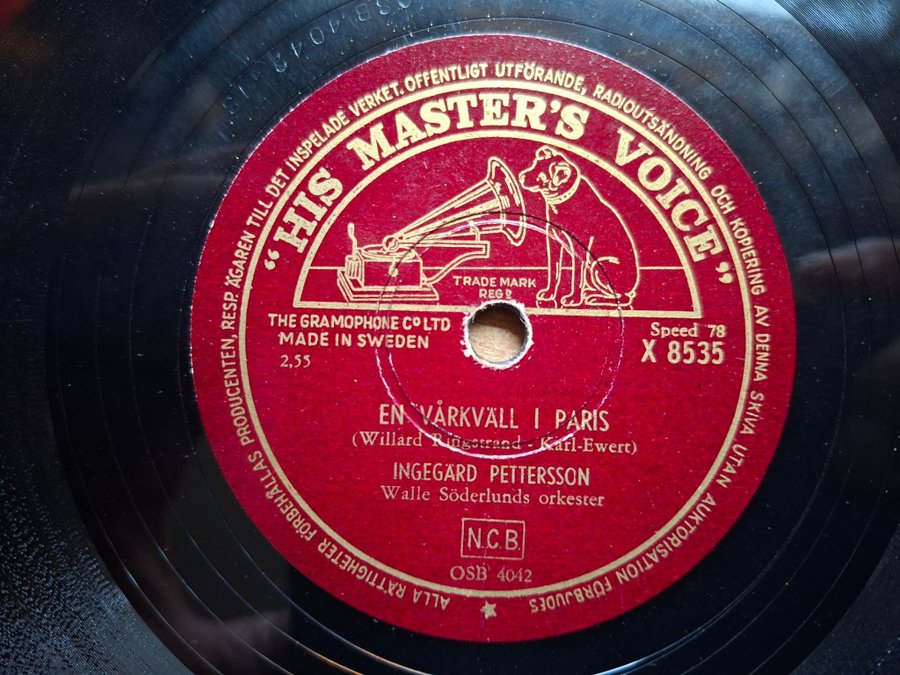 OSB 4042
ALLA RÄTTIGHETER FÖRBEHÅLLAS PRODUCENTEN, RESP. ÄGAREN TILL DET INSPELADE VERKET. OFFENTLIGT UTFÖRANDE, RADIOUTSÄNDNING OCH KOPIERING AV DENNA SKIVA UTAN AUKTORISATION FÖRBJUDES
"HIS MASTER'S VOICE"
TRADE MARK
REGD
THE GRAMOPHONE CO LTD
MADE IN SWEDEN
2,55
Speed 78
X 8535
EN VÅRKVÄLL I PARIS
(Willard Ringstrand - Karl-Ewert)
INGEGÄRD PETTERSSON
Walle Söderlunds orkester
N.C.B.
OSB 4042